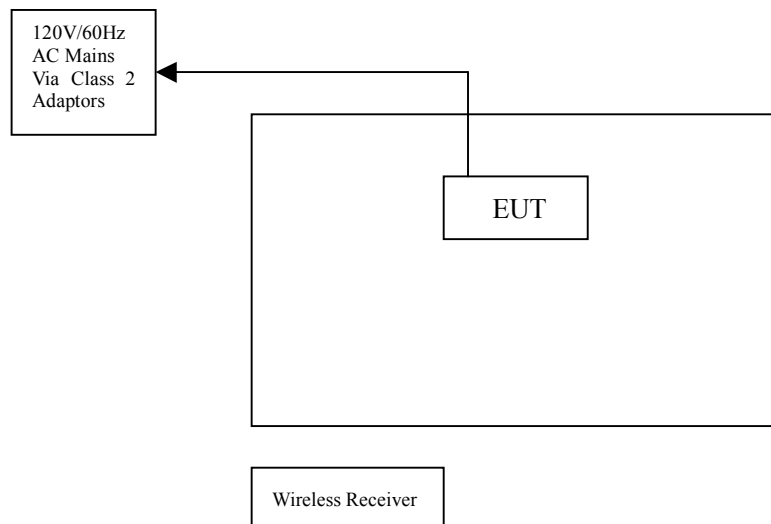 120V/60Hz
AC Mains
Via Class 2
Adaptors
EUT
Wireless Receiver